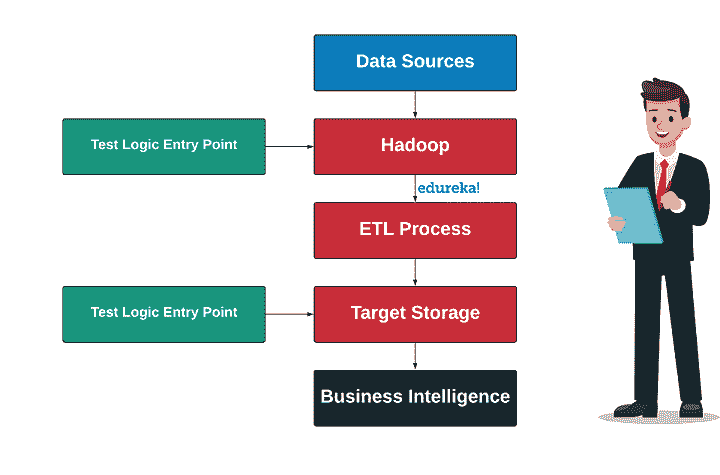 Data Sources
Test Logic Entry Point
Hadoop
edureka!
ETL Process
Test Logic Entry Point
Target Storage
Business Intelligence